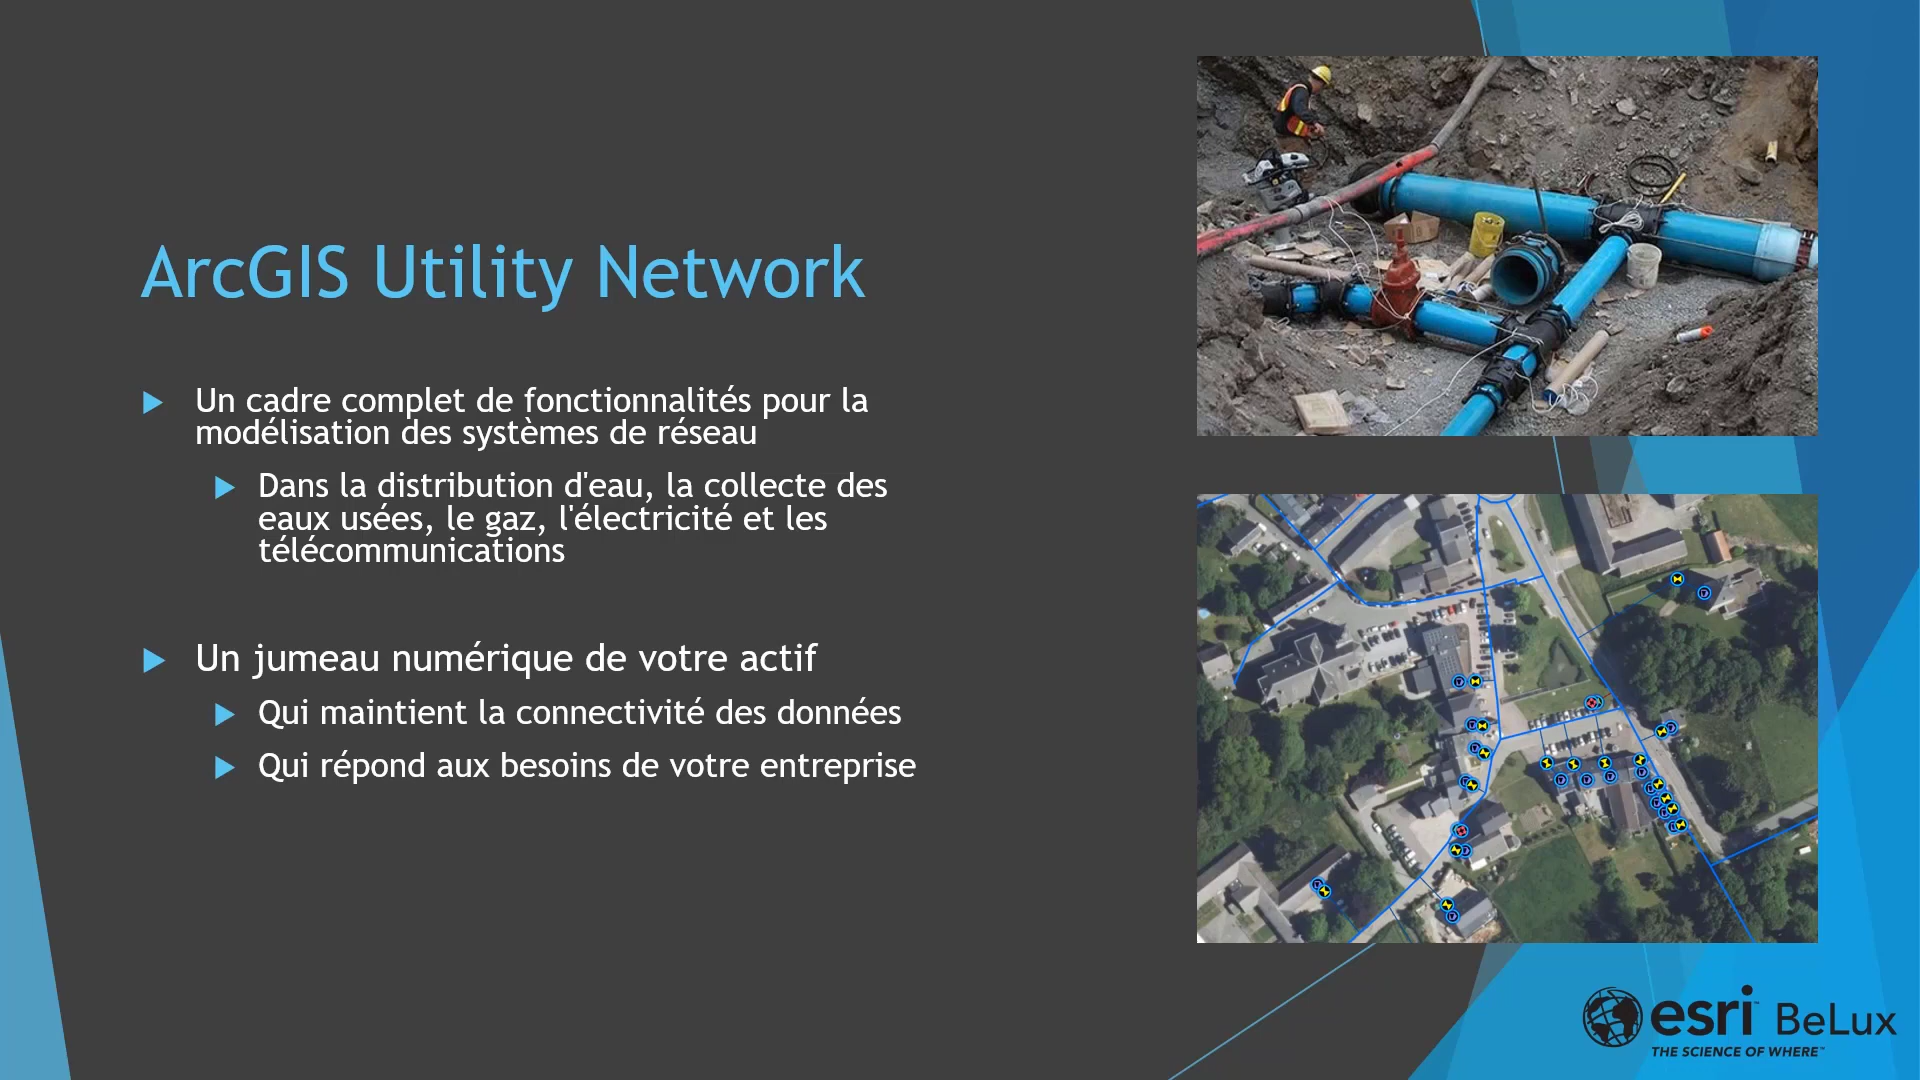 ArcGIS Utility Network
Un cadre complet de fonctionnalités pour la
modélisation des systèmes de réseau
Dans la distribution d'eau, la collecte des
eaux usées, le gaz, l'électricité et les
télécommunications
Un jumeau numérique de votre actif
Qui maintient la connectivité des données
Qui répond aux besoins de votre entreprise
esri BeLux
THE SCIENCE OF WHERE™